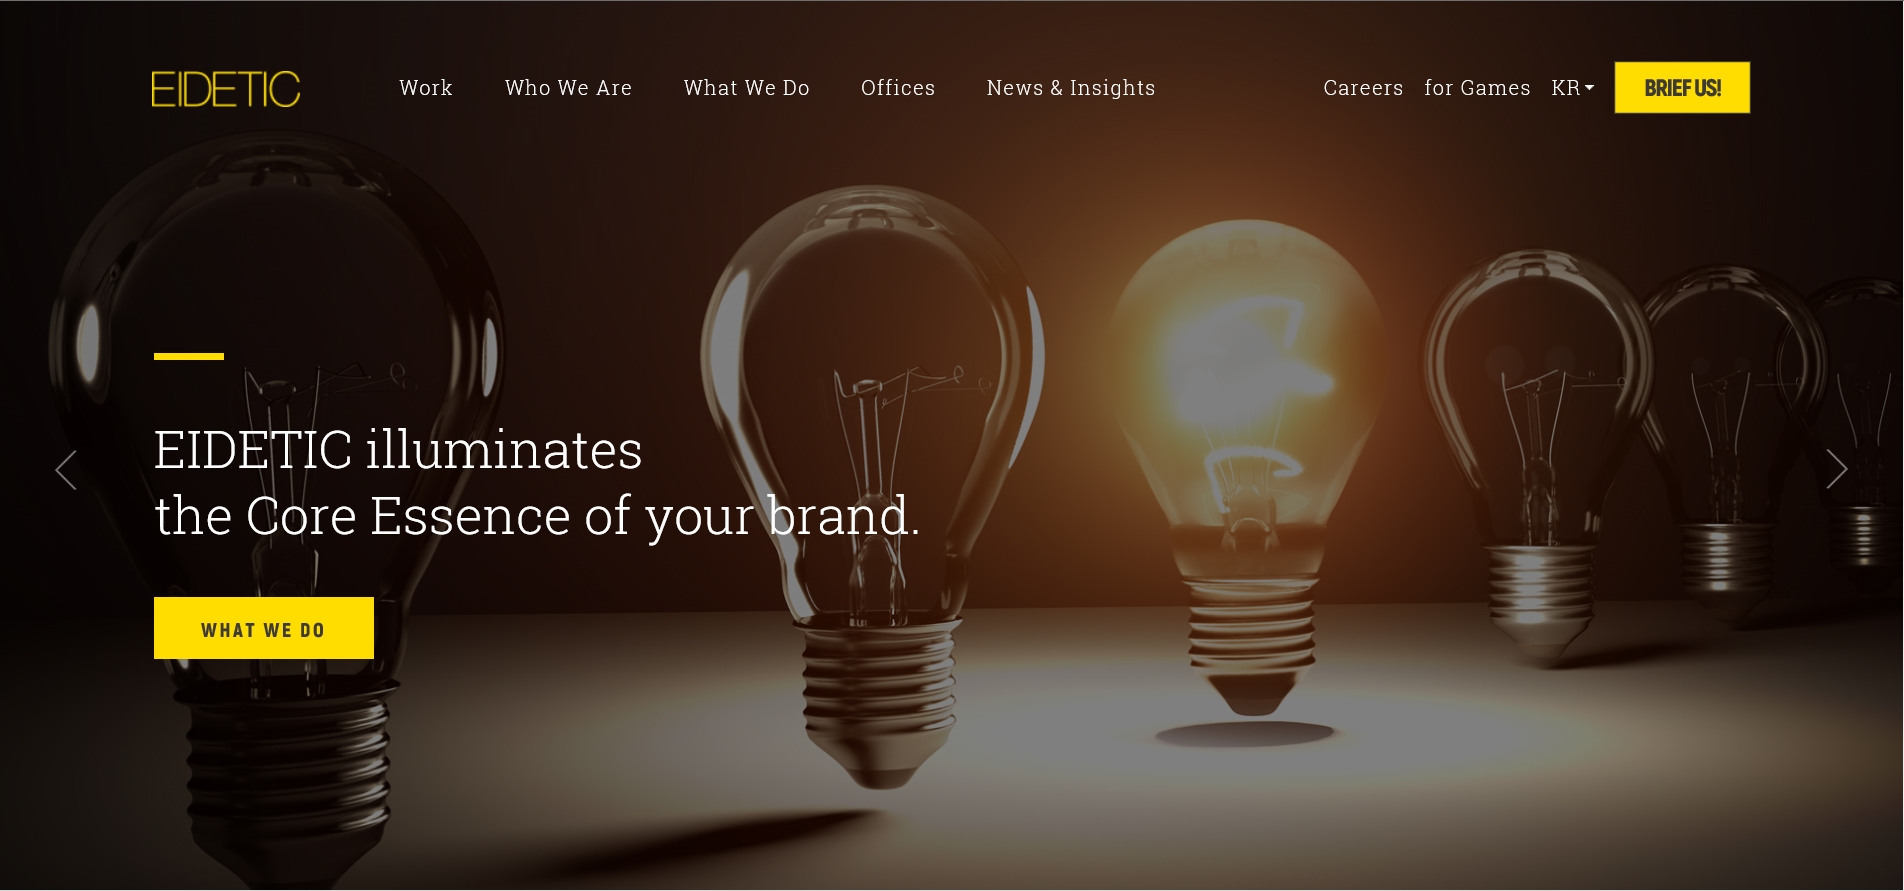 EIDETIC
Work Who We Are What We Do Offices News & Insights Careers for Games KR BRIEF US!
EIDETIC illuminates
the Core Essence of your brand.
WHAT WE DO